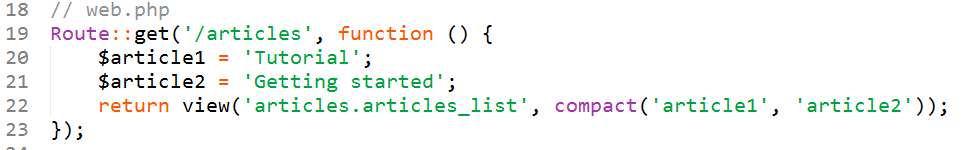 18 // web.php
19 Route::get('/articles', function () {
20     $article1 = 'Tutorial';
21     $article2 = 'Getting started';
22     return view('articles.articles_list', compact('article1', 'article2'));
23 });